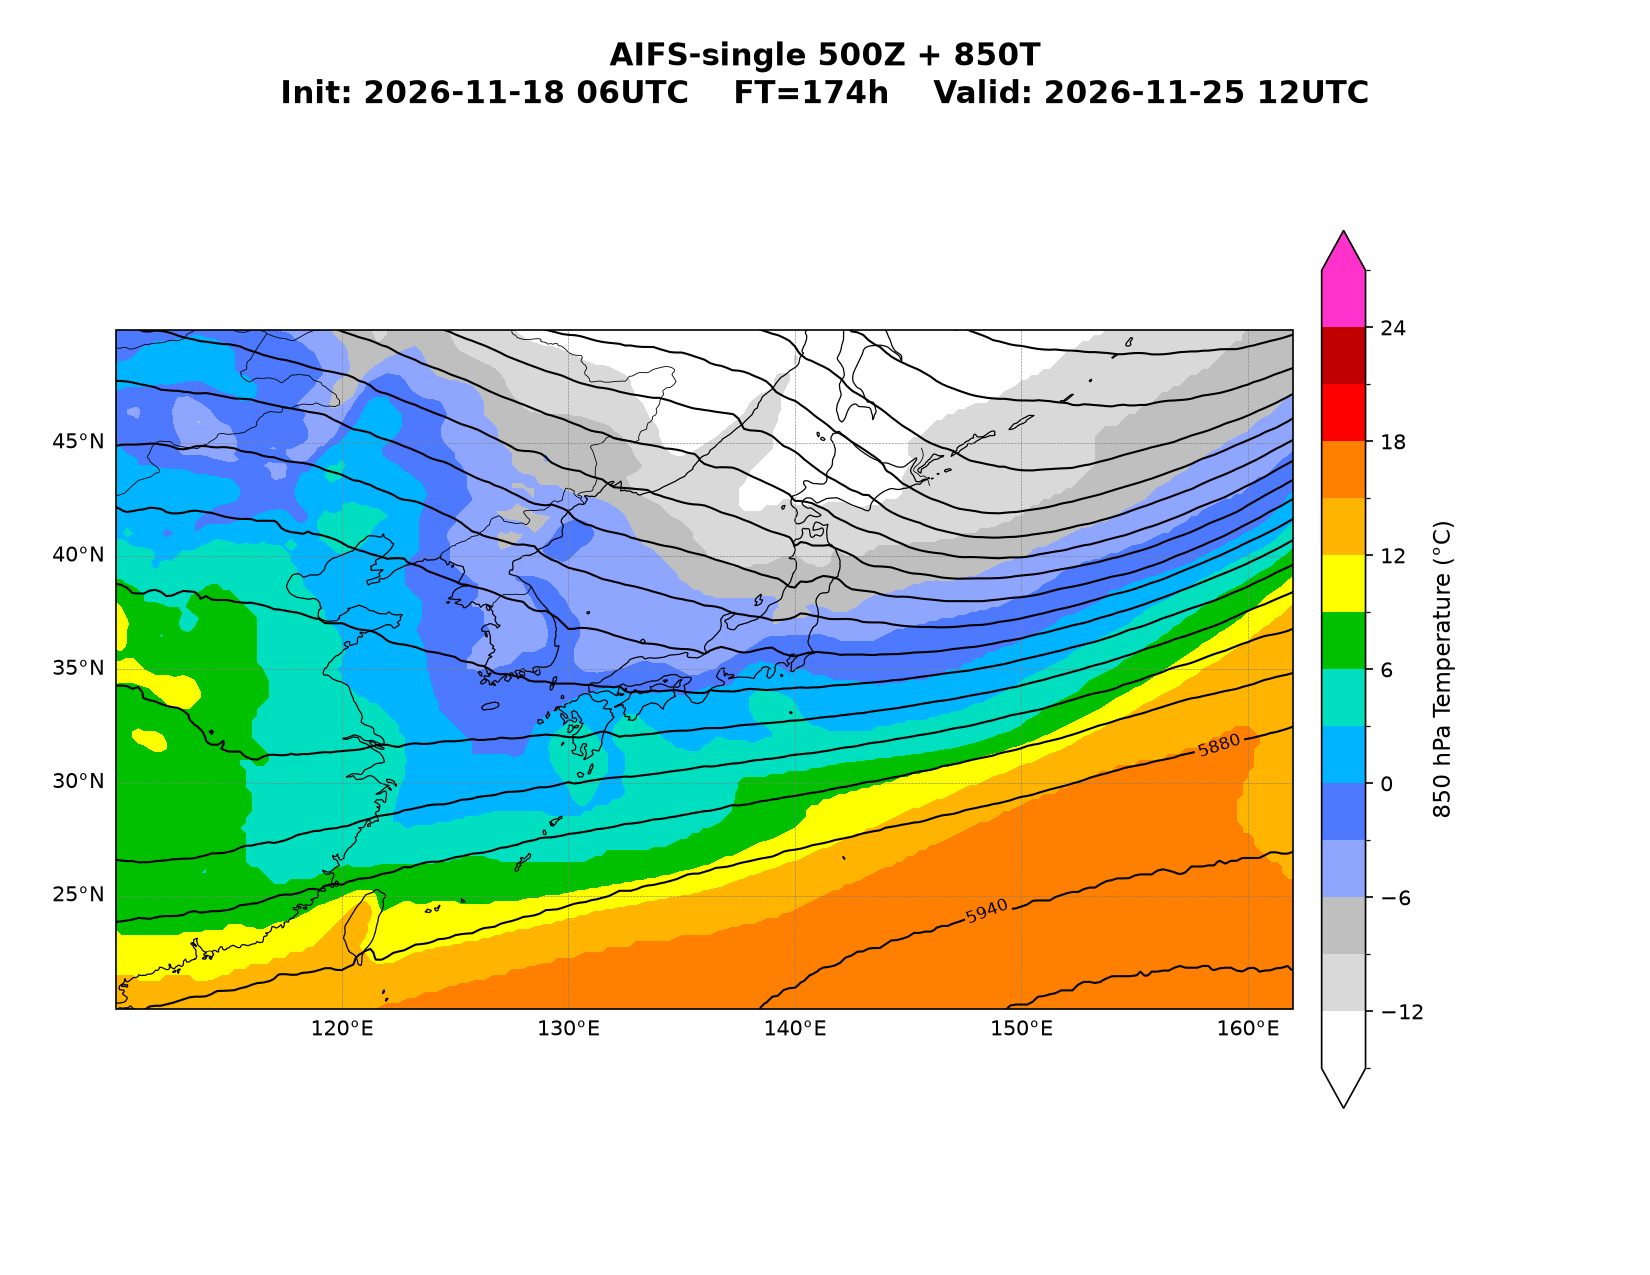 AIFS-single 500Z + 850T
Init: 2026-11-18 06UTC    FT=174h    Valid: 2026-11-25 12UTC
45°N
40°N
35°N
30°N
25°N
120°E
130°E
140°E
150°E
160°E
5880
5940
24
18
12
6
0
−6
−12
850 hPa Temperature (°C)